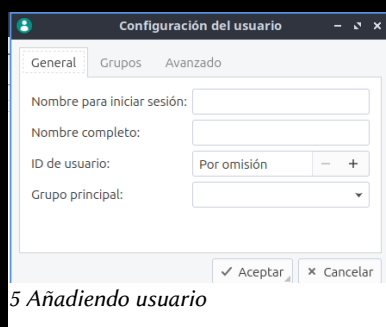 Configuración del usuario
General Grupos Avanzado
Nombre para iniciar sesión:
Nombre completo:
ID de usuario: Por omisión − +
Grupo principal:
Aceptar Cancelar
5 Añadiendo usuario